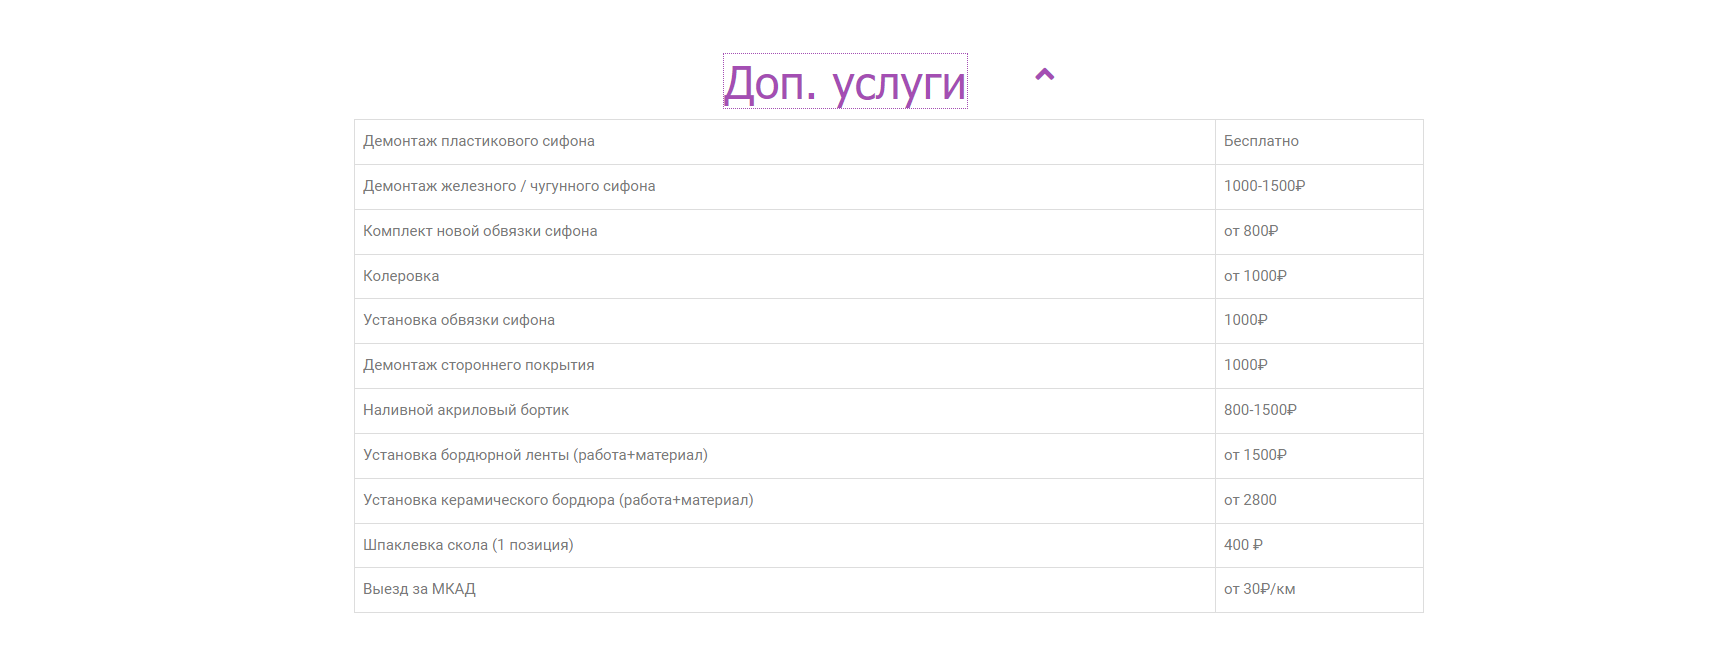 Доп. услуги
Демонтаж пластикового сифона Бесплатно
Демонтаж железного / чугунного сифона 1000-1500₽
Комплект новой обвязки сифона от 800₽
Колеровка от 1000₽
Установка обвязки сифона 1000₽
Демонтаж стороннего покрытия 1000₽
Наливной акриловый бортик 800-1500₽
Установка бордюрной ленты (работа+материал) от 1500₽
Установка керамического бордюра (работа+материал) от 2800
Шпаклевка скола (1 позиция) 400 ₽
Выезд за МКАД от 30₽/км